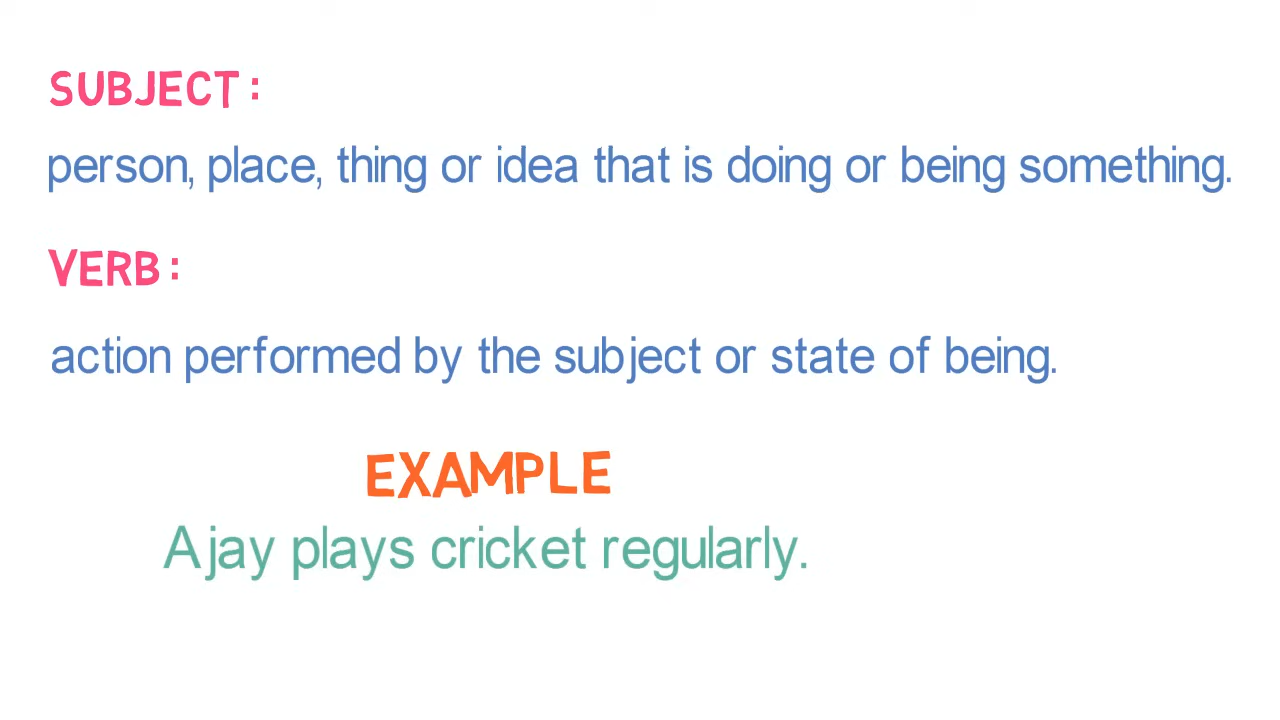 SUBJECT:
person, place, thing or idea that is doing or being something.
VERB:
action performed by the subject or state of being.
EXAMPLE
Ajay plays cricket regularly.